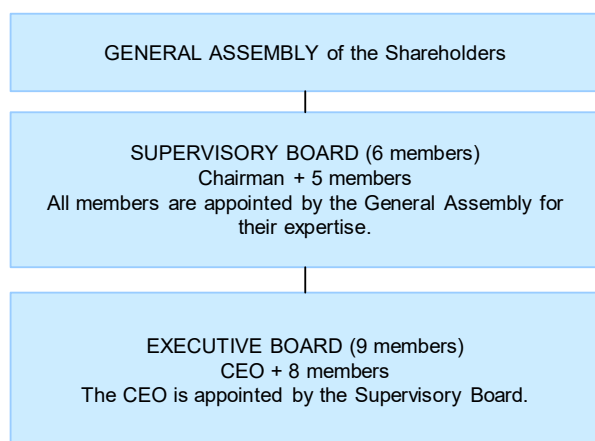 GENERAL ASSEMBLY of the Shareholders
SUPERVISORY BOARD (6 members)
Chairman + 5 members
All members are appointed by the General Assembly for
their expertise.
EXECUTIVE BOARD (9 members)
CEO + 8 members
The CEO is appointed by the Supervisory Board.